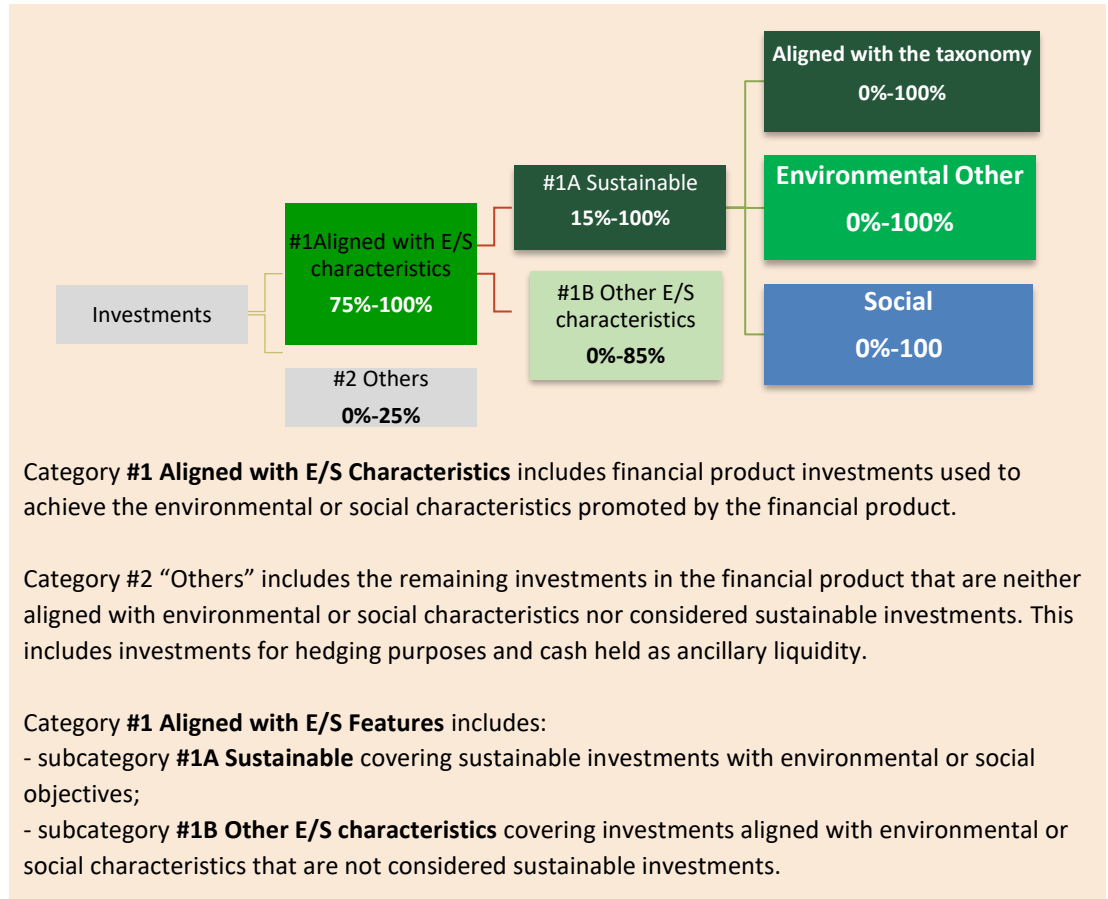 Aligned with the taxonomy
0%-100%
#1A Sustainable
15%-100%
Environmental Other
0%-100%
#1Aligned with E/S
characteristics
75%-100%
Investments
#1B Other E/S
characteristics
0%-85%
Social
0%-100
#2 Others
0%-25%
Category #1 Aligned with E/S Characteristics includes financial product investments used to
achieve the environmental or social characteristics promoted by the financial product.
Category #2 “Others” includes the remaining investments in the financial product that are neither
aligned with environmental or social characteristics nor considered sustainable investments. This
includes investments for hedging purposes and cash held as ancillary liquidity.
Category #1 Aligned with E/S Features includes:
- subcategory #1A Sustainable covering sustainable investments with environmental or social
objectives;
- subcategory #1B Other E/S characteristics covering investments aligned with environmental or
social characteristics that are not considered sustainable investments.